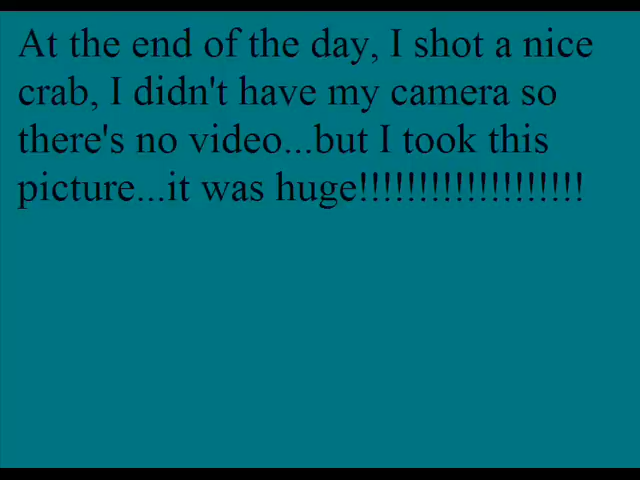 At the end of the day, I shot a nice
crab, I didn't have my camera so
there's no video...but I took this
picture...it was huge!!!!!!!!!!!!!!!!!!!